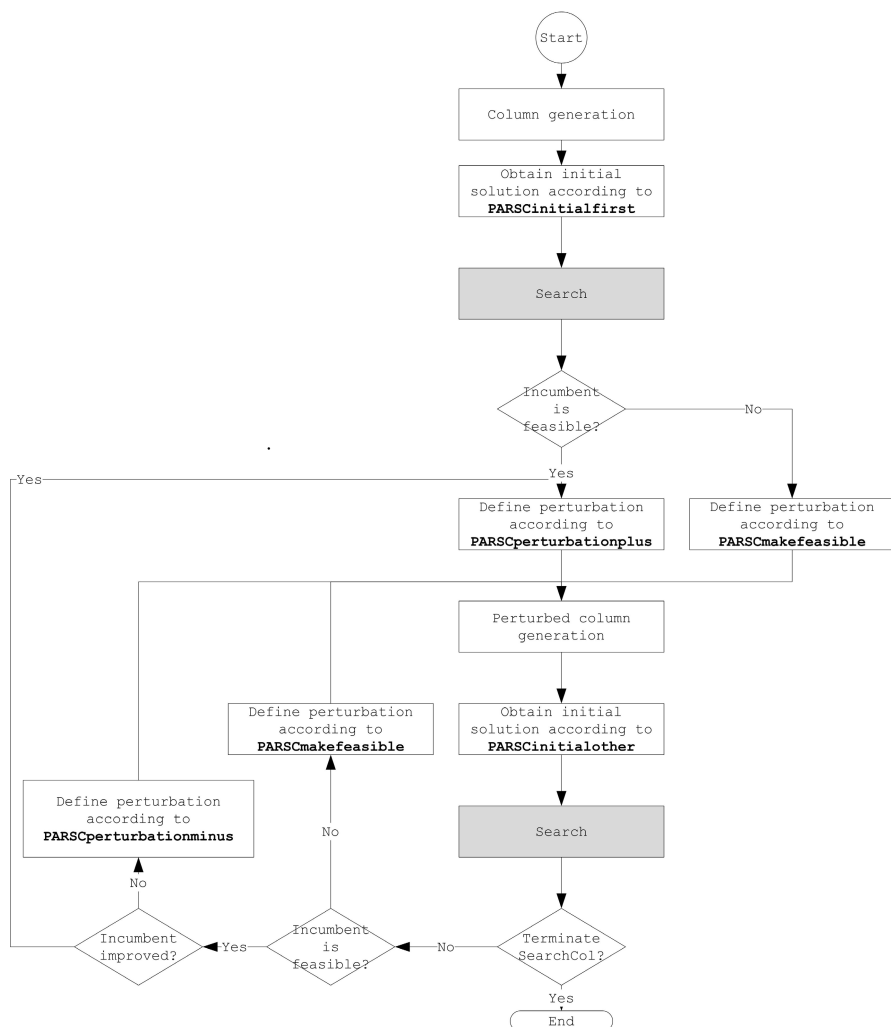 Start
Column generation
Obtain initial
solution according to
PARSCinitialfirst
Search
Incumbent
is
feasible?
No
Yes
Yes
Define perturbation
according to
PARSCperturbationplus
Define perturbation
according to
PARSCmakefeasible
Perturbed column
generation
Define perturbation
according to
PARSCmakefeasible
Obtain initial
solution according to
PARSCinitialother
Define perturbation
according to
PARSCperturbationminus
No
Search
No
Incumbent
improved?
Yes
Incumbent
is
feasible?
No
Terminate
SearchCol?
Yes
End